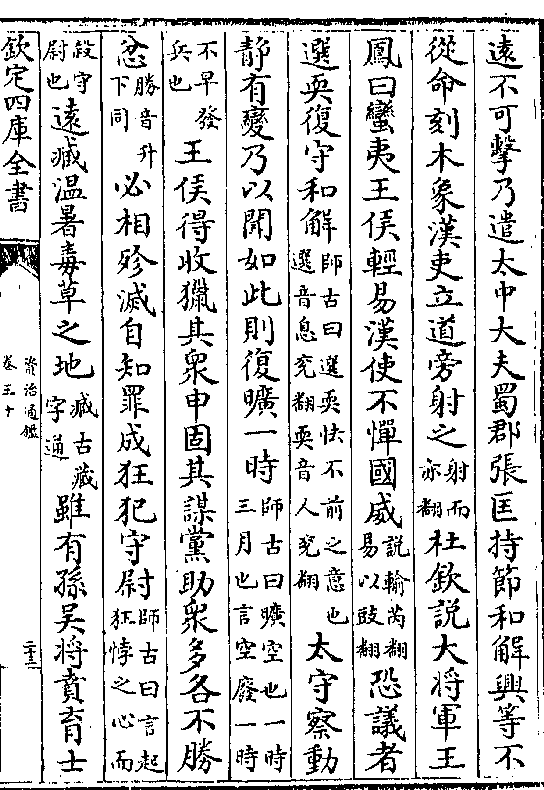 遠不可擊乃遣太中大夫蜀郡張匡持節和解興等不
從命刻木象漢吏立道旁射之射而亦翻杜欽說大將軍王
鳳曰蠻夷王侯輕易漢使不憚國威說輸芮翻易以豉翻恐議者
選耎復守和解師古曰選耎怯不前之意也選音息兖翻耎音人兖翻太守察動
靜有變乃以聞如此則復曠一時師古曰曠空也一時三月也言空廢一時
不早發兵也王侯得收獵其衆申固其謀黨助衆多各不勝
忿勝音升下同必相殄滅自知罪成狂犯守尉師古曰言起狂悖之心而
殺守尉也遠臧温暑毒草之地臧古藏字通雖有孫吳將賁育士
欽定四庫全書
資治通鑑
卷三十
二十三